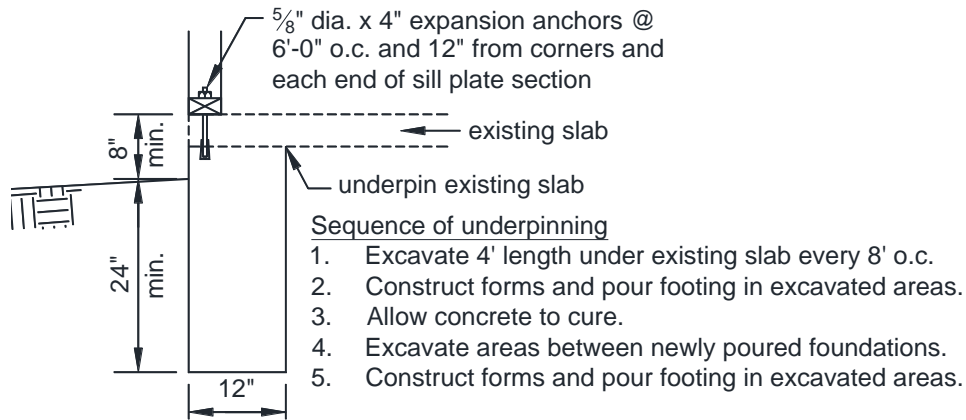 ⅝" dia. x 4" expansion anchors @
6'-0" o.c. and 12" from corners and
each end of sill plate section
existing slab
8"
min.
underpin existing slab
24"
min.
12"
Sequence of underpinning
1. Excavate 4' length under existing slab every 8' o.c.
2. Construct forms and pour footing in excavated areas.
3. Allow concrete to cure.
4. Excavate areas between newly poured foundations.
5. Construct forms and pour footing in excavated areas.